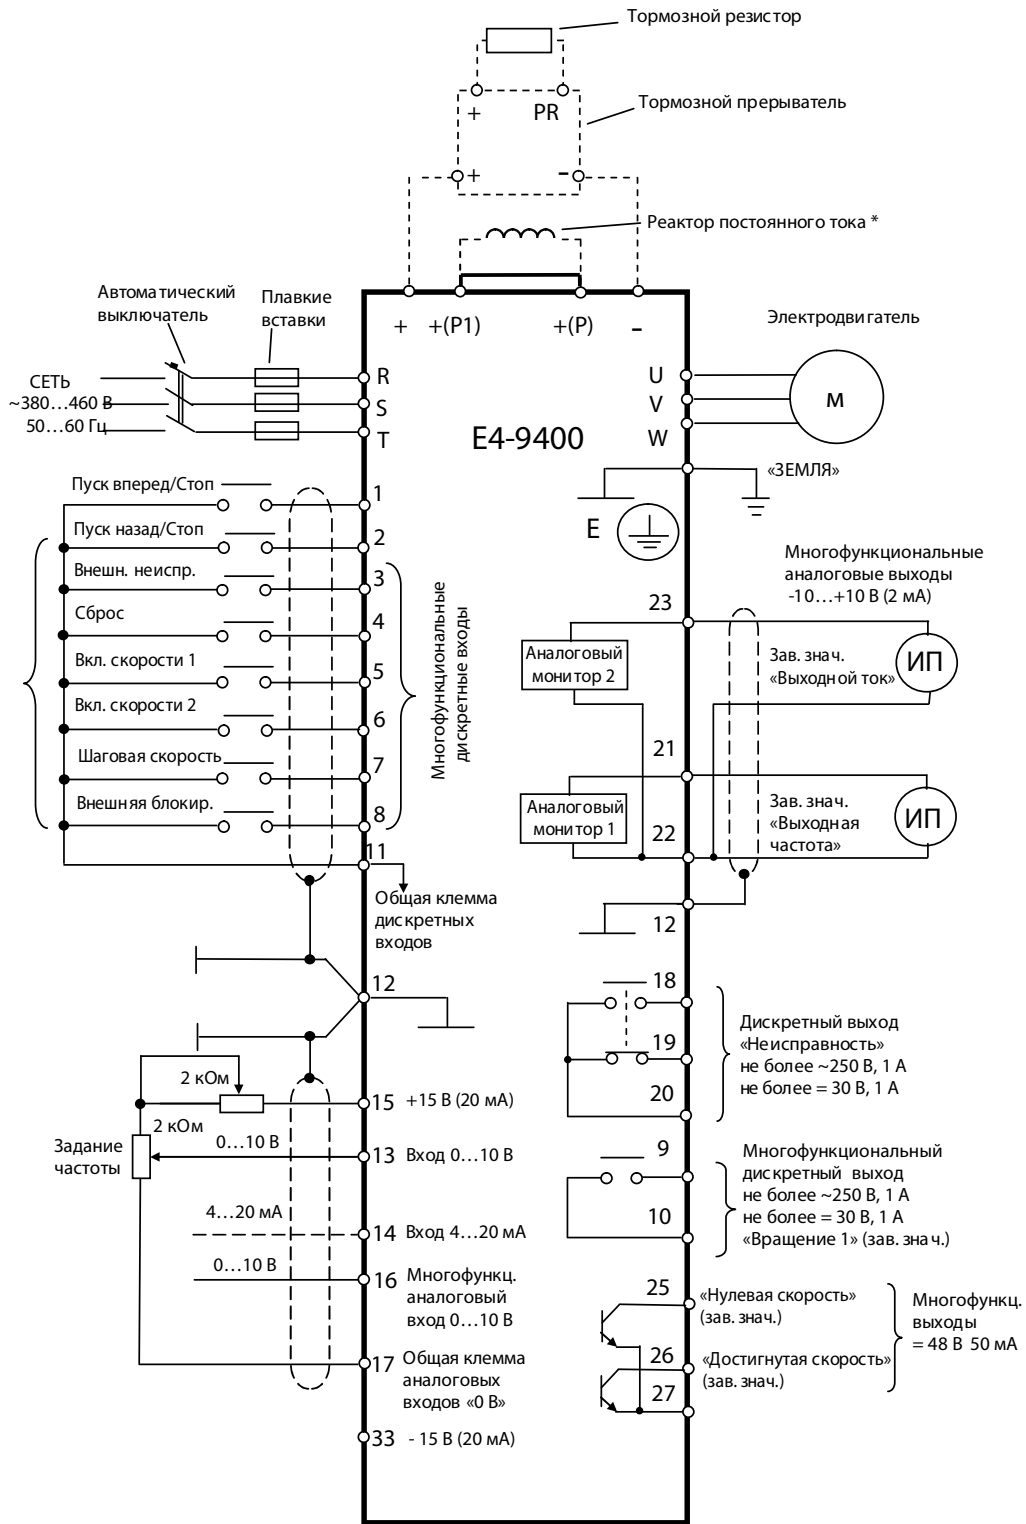 Тормозной резистор
+ PR
Тормозной прерыватель
+ -
Реактор постоянного тока *
Автоматический
выключатель
Плавкие
вставки
+ +(P1) +(P) -
Электродвигатель
СЕТЬ
~380...460 В
50...60 Гц
R
S
T
E4-9400
U
V
W
М
«ЗЕМЛЯ»
E
Пуск вперед/Стоп
1
Пуск назад/Стоп
2
Внешн. неиспр.
3
Сброс
4
Вкл. скорости 1
5
Вкл. скорости 2
6
Шаговая скорость
7
Внешняя блокир.
8
Многофункциональные
дискретные входы
11
Общая клемма
дискретных
входов
12
2 кОм
15 +15 В (20 мА)
2 кОм
Задание
частоты
0...10 В
13 Вход 0...10 В
4...20 мА
14 Вход 4...20 мА
0...10 В
16 Многофункц.
аналоговый
вход 0...10 В
17 Общая клемма
аналоговых
входов «0 В»
33 - 15 В (20 мА)
Многофункциональные
аналоговые выходы
-10...+10 В (2 мА)
23
Аналоговый
монитор 2
Зав. знач.
«Выходной ток»
ИП
21
Аналоговый
монитор 1
22
Зав. знач.
«Выходная
частота»
ИП
12
18
19
20
Дискретный выход
«Неисправность»
не более ~250 В, 1 А
не более = 30 В, 1 А
9
10
Многофункциональный
дискретный выход
не более ~250 В, 1 А
не более = 30 В, 1 А
«Вращение 1» (зав. знач.)
25
«Нулевая скорость»
(зав. знач.)
26
«Достигнутая скорость»
(зав. знач.)
27
Многофункц.
выходы
= 48 В 50 мА